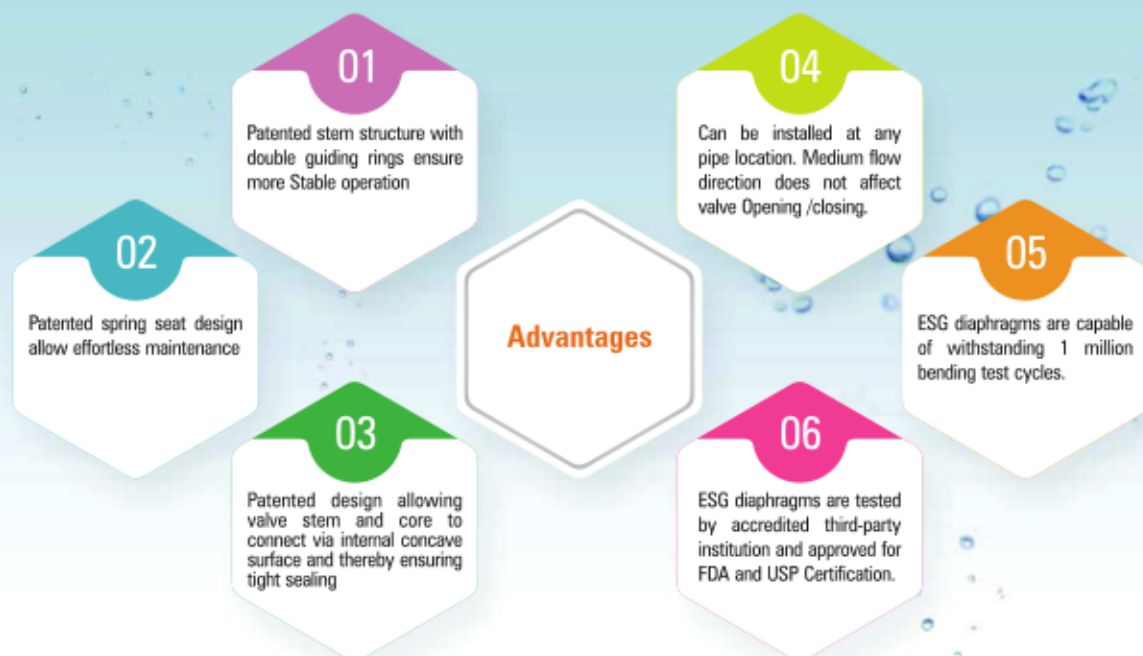 01
Patented stem structure with
double guiding rings ensure
more Stable operation
02
Patented spring seat design
allow effortless maintenance
03
Patented design allowing
valve stem and core to
connect via internal concave
surface and thereby ensuring
tight sealing
Advantages
04
Can be installed at any
pipe location. Medium flow
direction does not affect
valve Opening /closing.
05
ESG diaphragms are capable
of withstanding 1 million
bending test cycles.
06
ESG diaphragms are tested
by accredited third-party
institution and approved for
FDA and USP Certification.